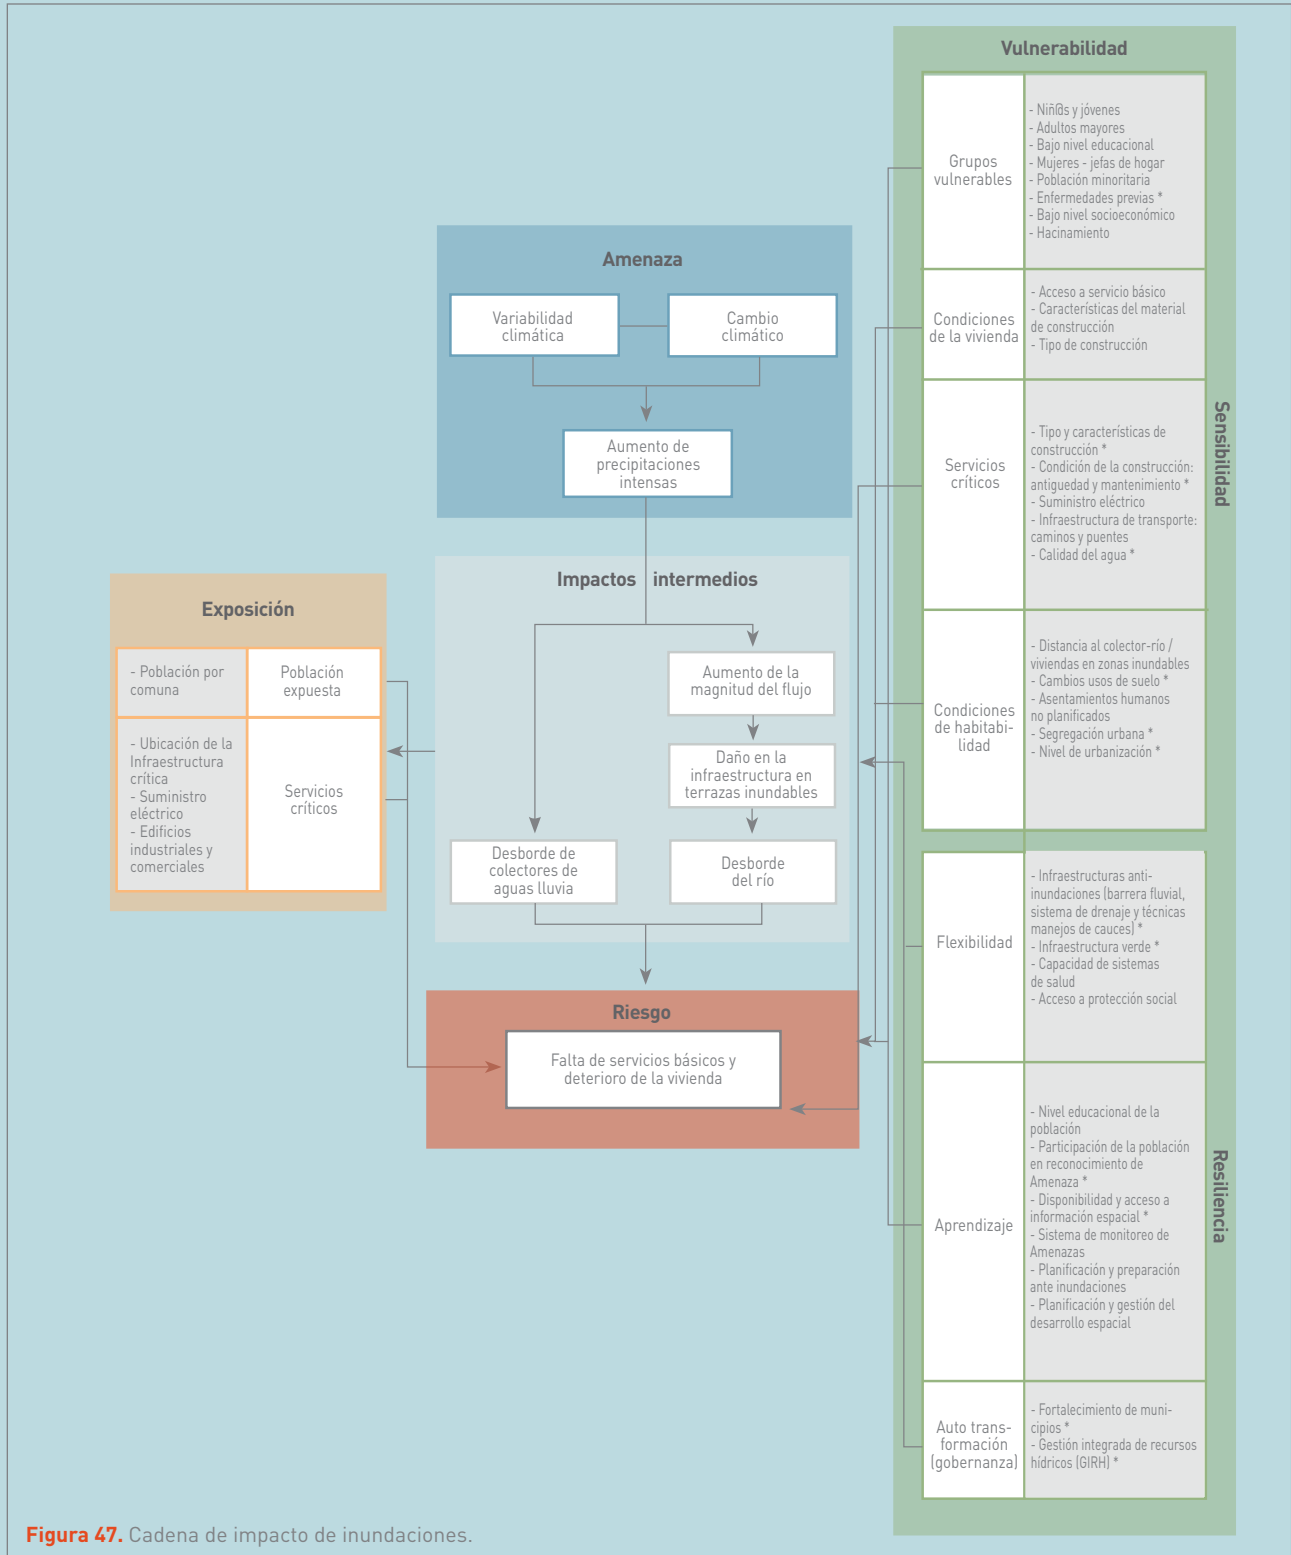 Vulnerabilidad
Grupos
vulnerables
- Niñ@s y jóvenes
- Adultos mayores
- Bajo nivel educacional
- Mujeres - jefas de hogar
- Población minoritaria
- Enfermedades previas *
- Bajo nivel socioeconómico
- Hacinamiento
Condiciones
de la vivienda
- Acceso a servicio básico
- Características del material
de construcción
- Tipo de construcción
Servicios
críticos
- Tipo y características de
construcción *
- Condición de la construcción:
antiguedad y mantenimiento *
- Suministro eléctrico
- Infraestructura de transporte:
caminos y puentes
- Calidad del agua *
Condiciones
de habitabi-
lidad
- Distancia al colector-río /
viviendas en zonas inundables
- Cambios usos de suelo *
- Asentamientos humanos
no planificados
- Segregación urbana *
- Nivel de urbanización *
Sensibilidad
Flexibilidad
- Infraestructuras anti-
inundaciones (barrera fluvial,
sistema de drenaje y técnicas
manejos de cauces) *
- Infraestructura verde *
- Capacidad de sistemas
de salud
- Acceso a protección social
Aprendizaje
- Nivel educacional de la
población
- Participación de la población
en reconocimiento de
Amenaza *
- Disponibilidad y acceso a
información espacial *
- Sistema de monitoreo de
Amenazas
- Planificación y preparación
ante inundaciones
- Planificación y gestión del
desarrollo espacial
Auto trans-
formación
(gobernanza)
- Fortalecimiento de muni-
cipios *
- Gestión integrada de recursos
hídricos (GIRH) *
Resiliencia
Amenaza
Variabilidad
climática
Cambio
climático
Aumento de
precipitaciones
intensas
Impactos intermedios
Aumento de la
magnitud del flujo
Daño en la
infraestructura en
terrazas inundables
Desborde de
colectores de
aguas lluvia
Desborde
del río
Exposición
- Población por
comuna
Población
expuesta
- Ubicación de la
Infraestructura
crítica
- Suministro
eléctrico
- Edificios
industriales y
comerciales
Servicios
críticos
Riesgo
Falta de servicios básicos y
deterioro de la vivienda
Figura 47. Cadena de impacto de inundaciones.